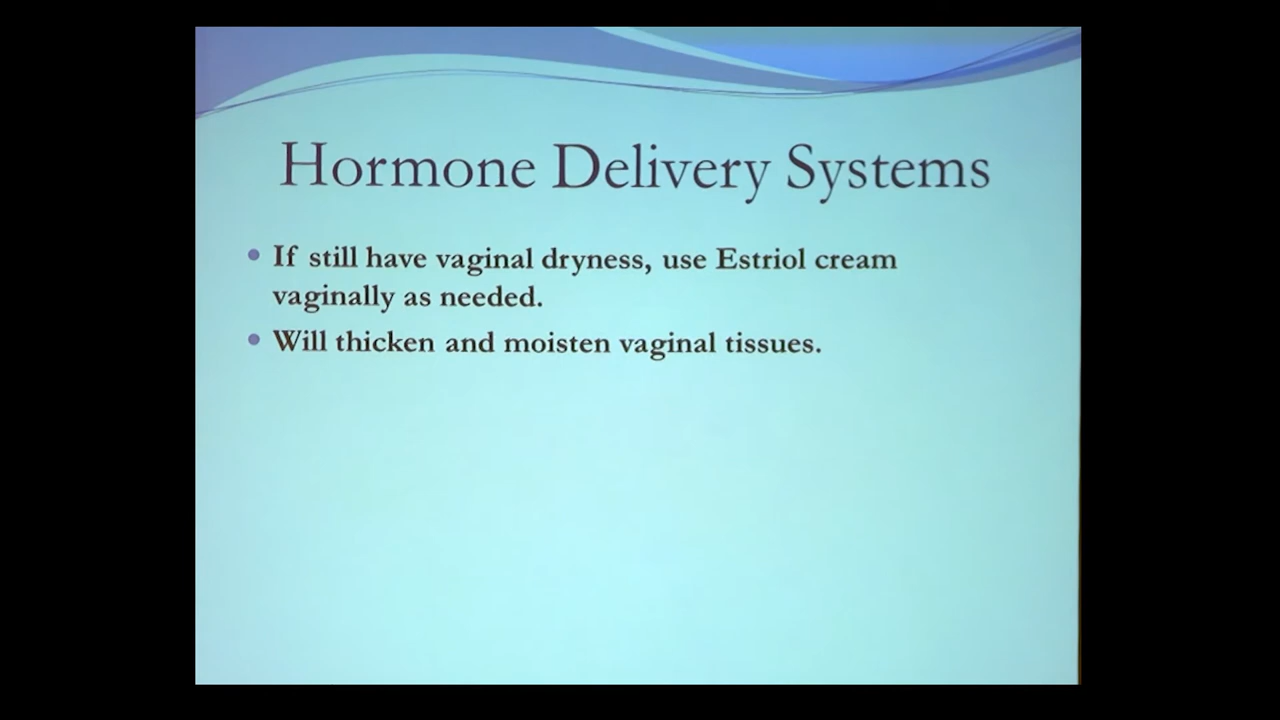 Hormone Delivery Systems
• If still have vaginal dryness, use Estriol cream
vaginally as needed.
• Will thicken and moisten vaginal tissues.